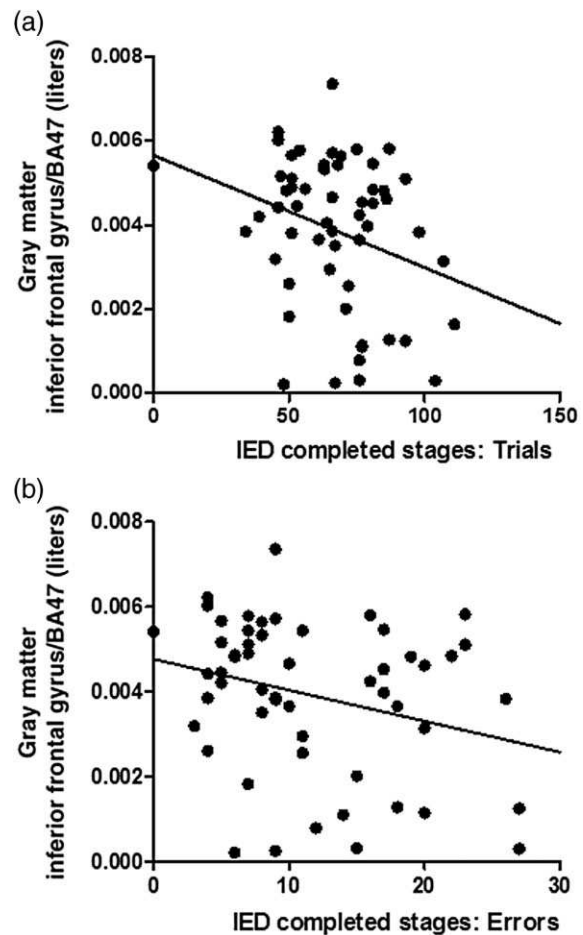 (a)
Gray matter
inferior frontal gyrus/BA47 (liters)
0.008
0.006
0.004
0.002
0.000
0
50
100
150
IED completed stages: Trials
(b)
Gray matter
inferior frontal gyrus/BA47 (liters)
0.008
0.006
0.004
0.002
0.000
0
10
20
30
IED completed stages: Errors